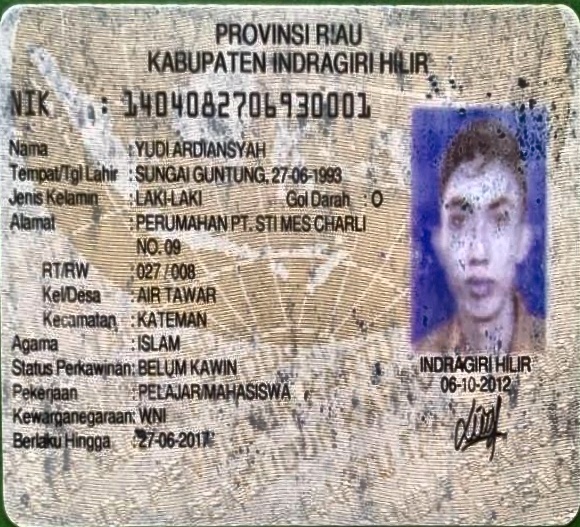 PROVINSI RIAU
KABUPATEN INDRAGIRI HILIR
NIK : 1404082706930001
Nama : YUDI ARDIANSYAH
Tempat/Tgl Lahir : SUNGAI GUNTUNG, 27-06-1993
Jenis Kelamin : LAKI-LAKI Gol Darah : O
Alamat : PERUMAHAN PT. STI MES CHARLI
NO. 09
RT/RW : 027 / 008
Kel/Desa : AIR TAWAR
Kecamatan : KATEMAN
Agama : ISLAM
Status Perkawinan: BELUM KAWIN
Pekerjaan : PELAJAR/MAHASISWA
Kewarganegaraan: WNI
Berlaku Hingga : 27-06-2017
INDRAGIRI HILIR
06-10-2012